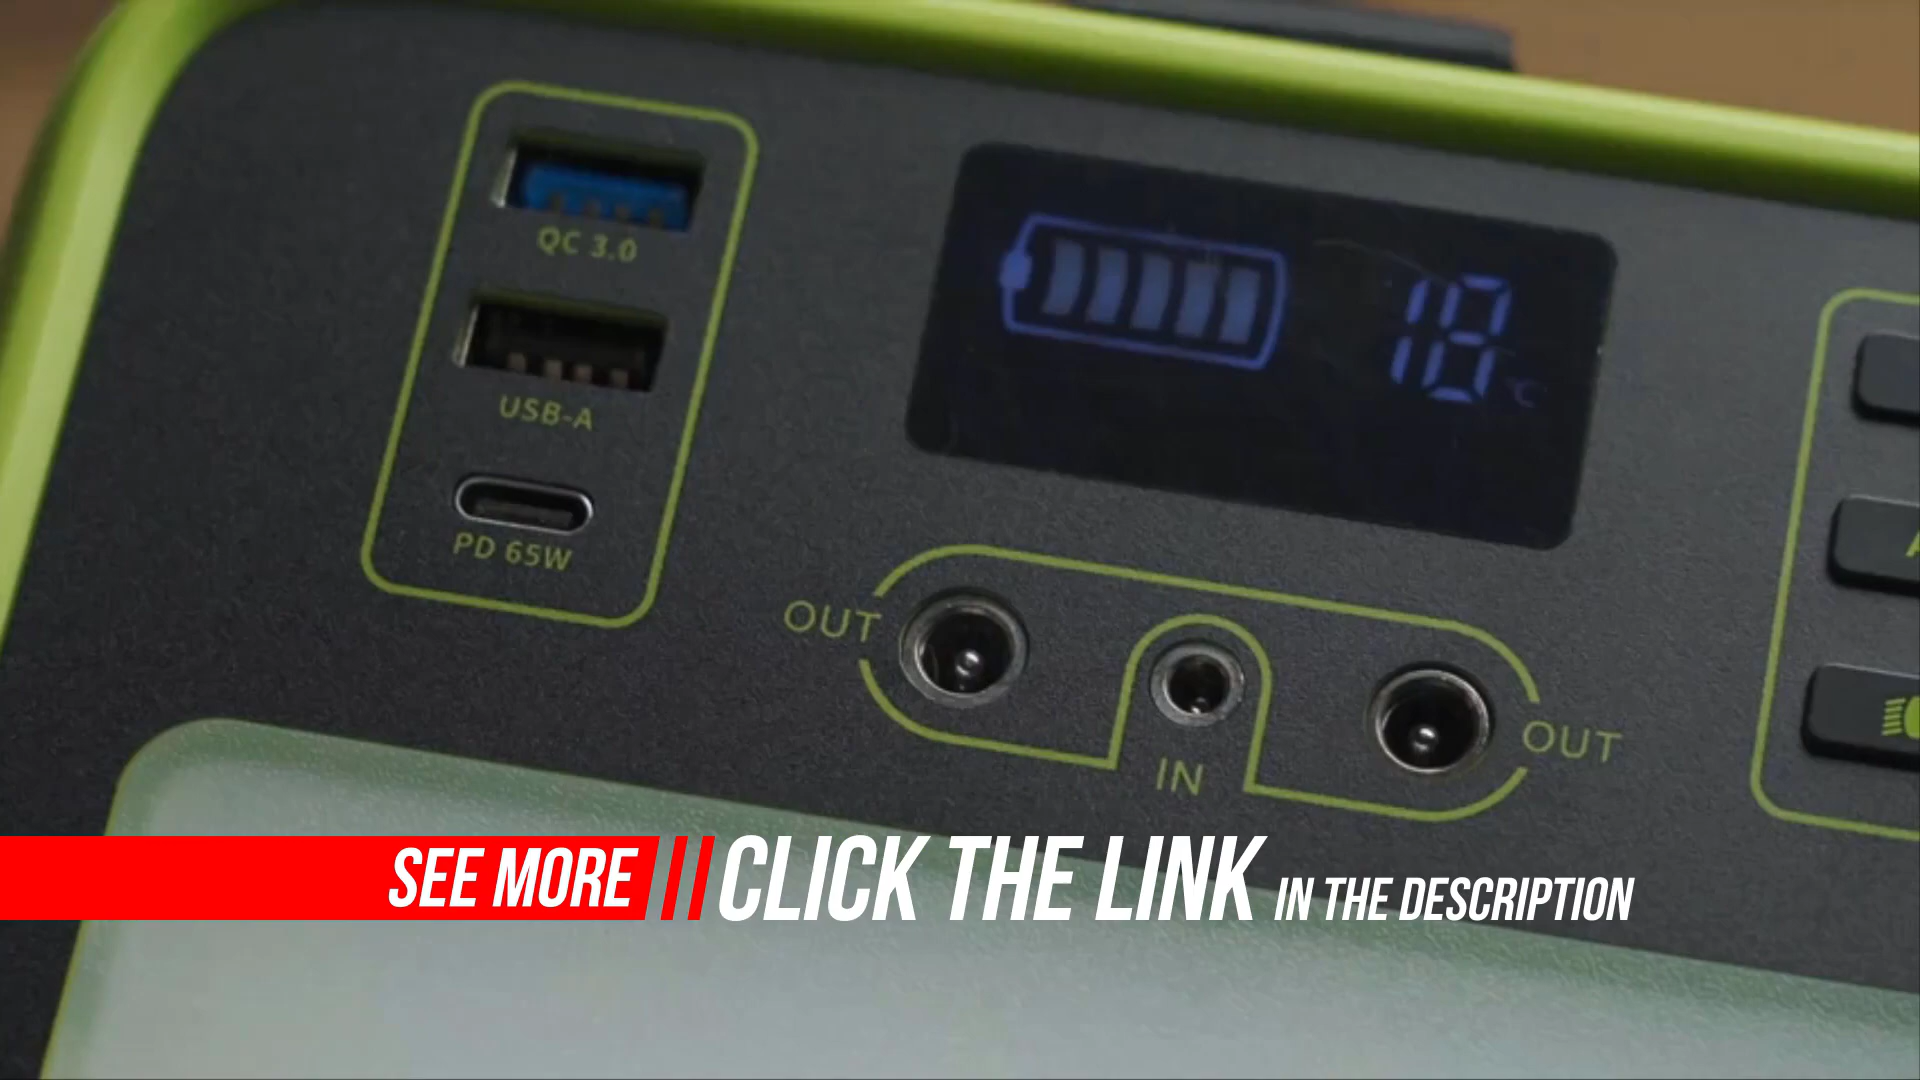 QC 3.0
USB-A
PD 65W
18 °C
OUT
IN
OUT
A
SEE MORE // CLICK THE LINK IN THE DESCRIPTION